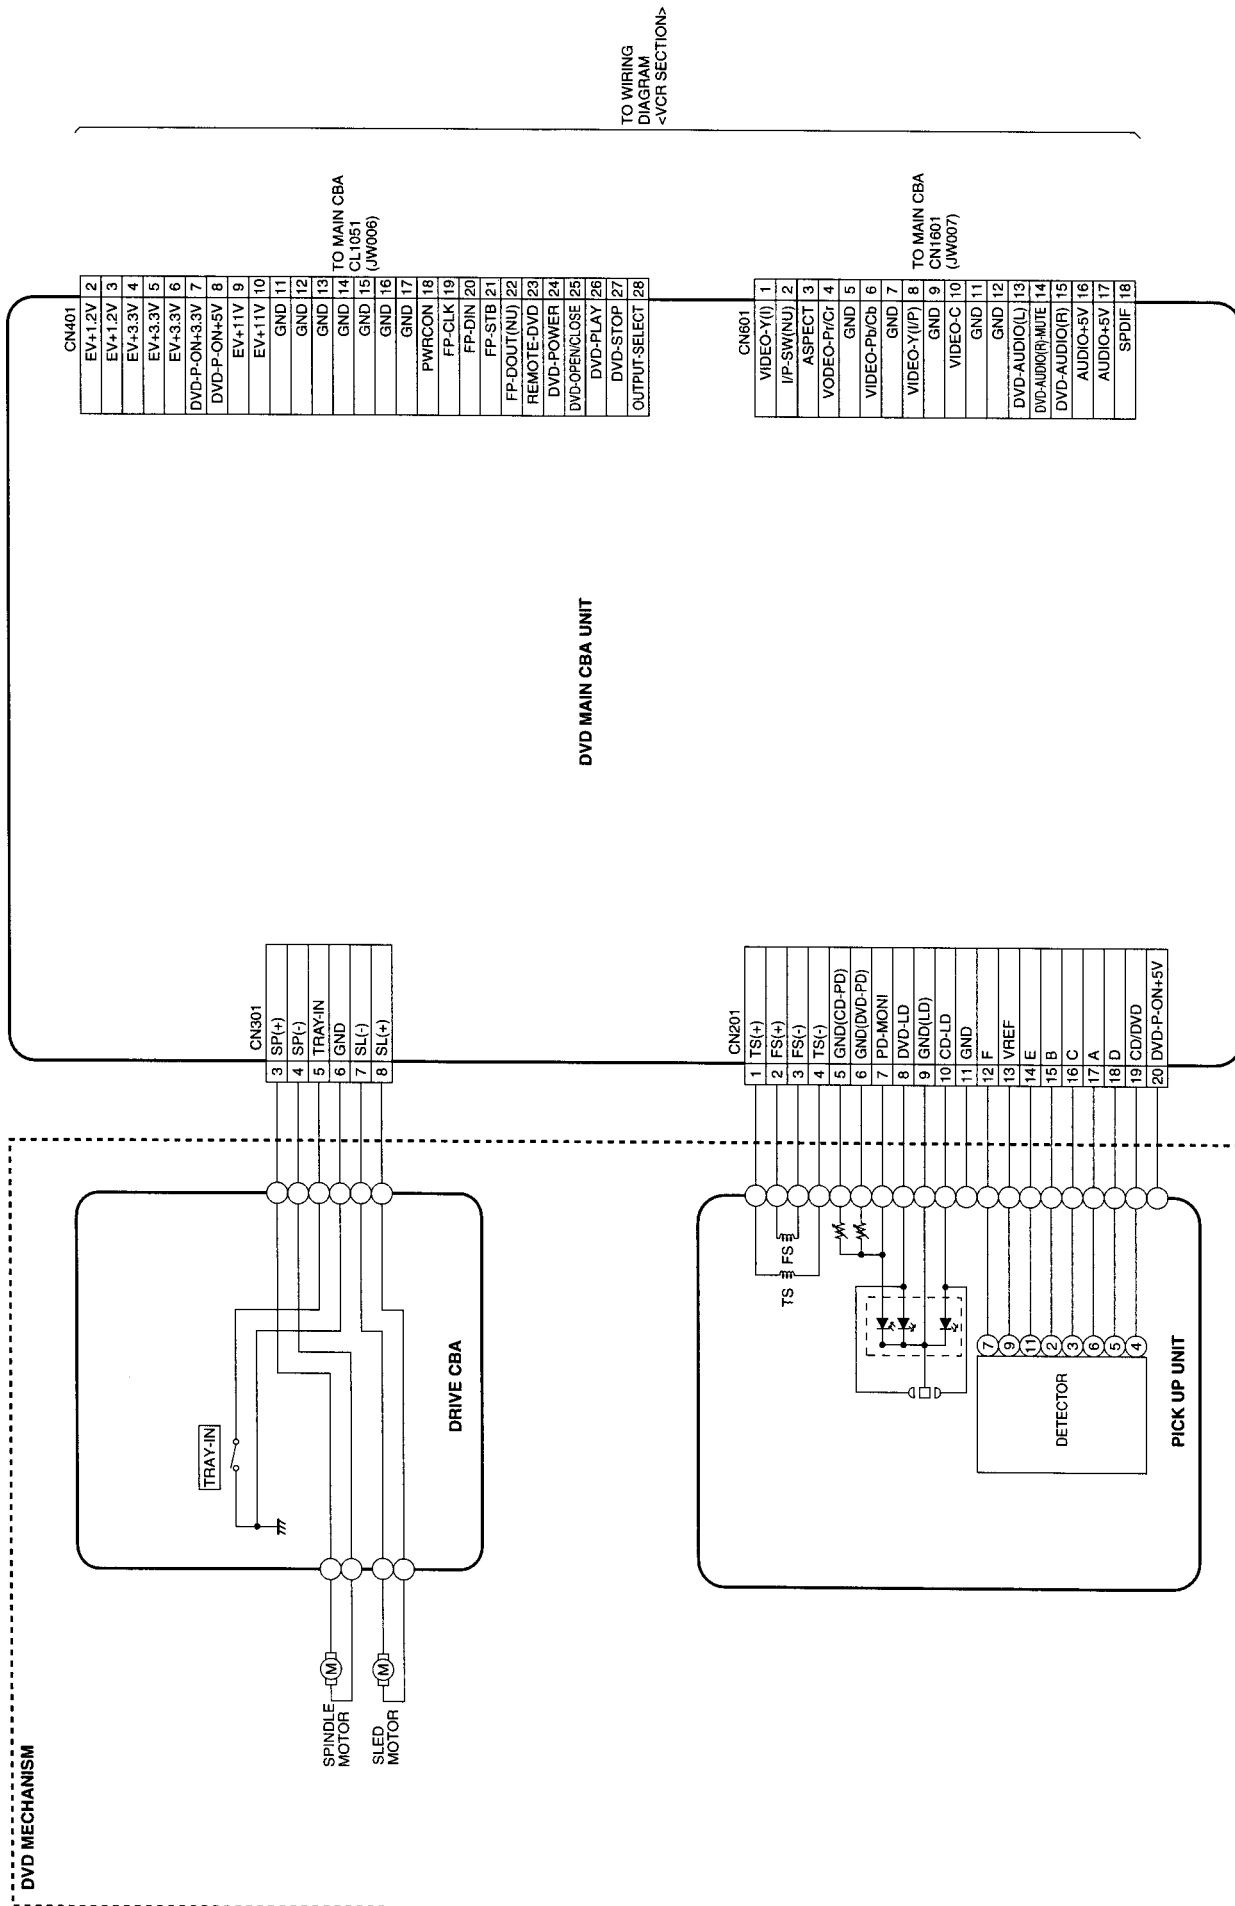 TO WIRING
DIAGRAM
<VCR SECTION>
CN401
EV+1.2V 2
EV+1.2V 3
EV+3.3V 4
EV+3.3V 5
EV+3.3V 6
DVD-P-ON+3.3V 7
DVD-P-ON+5V 8
EV+11V 9
EV+11V 10
GND 11
GND 12
GND 13
GND 14
GND 15
GND 16
GND 17
PWRCON 18
FP-CLK 19
FP-DIN 20
FP-STB 21
FP-DOUT(NU) 22
REMOTE-DVD 23
DVD-POWER 24
DVD-OPEN/CLOSE 25
DVD-PLAY 26
DVD-STOP 27
OUTPUT-SELECT 28
TO MAIN CBA
CL1051
(JW006)
CN601
VIDEO-Y(I) 1
I/P-SW(NU) 2
ASPECT 3
VODEO-Pr/Cr 4
GND 5
VIDEO-Pb/Cb 6
GND 7
VIDEO-Y(I/P) 8
GND 9
VIDEO-C 10
GND 11
GND 12
DVD-AUDIO(L) 13
DVD-AUDIO(R)-MUTE 14
DVD-AUDIO(R) 15
AUDIO+5V 16
AUDIO+5V 17
SPDIF 18
TO MAIN CBA
CN1601
(JW007)
DVD MAIN CBA UNIT
CN301
3 SP(+)
4 SP(-)
5 TRAY-IN
6 GND
7 SL(-)
8 SL(+)
CN201
1 TS(+)
2 FS(+)
3 FS(-)
4 TS(-)
5 GND(CD-PD)
6 GND(DVD-PD)
7 PD-MONI
8 DVD-LD
9 GND(LD)
10 CD-LD
11 GND
12 F
13 VREF
14 E
15 B
16 C
17 A
18 D
19 CD/DVD
20 DVD-P-ON+5V
DVD MECHANISM
TRAY-IN
DRIVE CBA
M
SPINDLE
MOTOR
M
SLED
MOTOR
TS
FS
7
9
11
2
3
6
5
4
DETECTOR
PICK UP UNIT